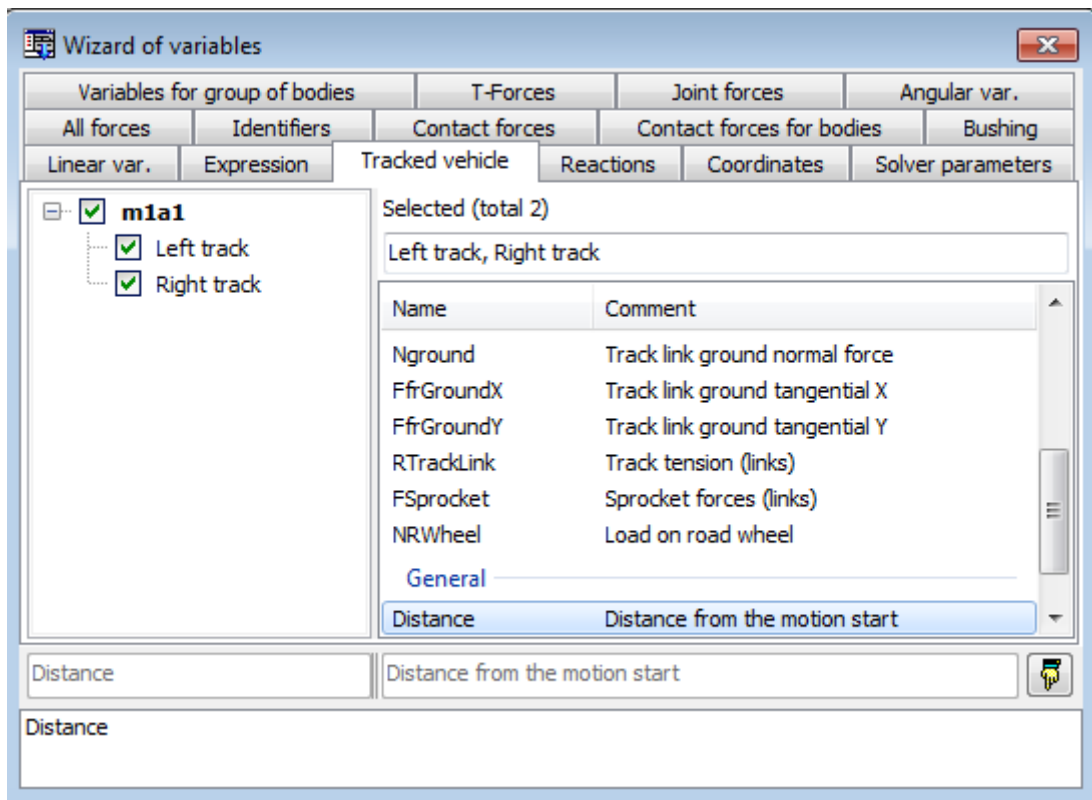 Wizard of variables
Variables for group of bodies T-Forces Joint forces Angular var.
All forces Identifiers Contact forces Contact forces for bodies Bushing
Linear var. Expression Tracked vehicle Reactions Coordinates Solver parameters
m1a1
Left track
Right track
Selected (total 2)
Left track, Right track
Name Comment
Nground Track link ground normal force
FfrGroundX Track link ground tangential X
FfrGroundY Track link ground tangential Y
RTrackLink Track tension (links)
FSprocket Sprocket forces (links)
NRWheel Load on road wheel
General
Distance Distance from the motion start
Distance Distance from the motion start
Distance